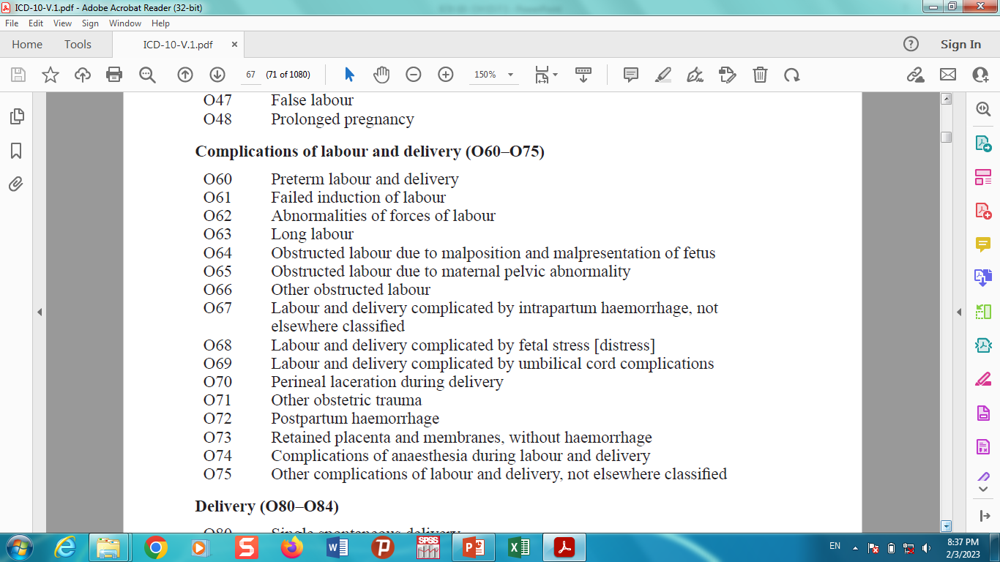 ICD-10-V.1.pdf - Adobe Acrobat Reader (32-bit)
File Edit View Sign Window Help
Home Tools ICD-10-V.1.pdf × ? Sign In
67 (71 of 1080) 150%
O47 False labour
O48 Prolonged pregnancy
Complications of labour and delivery (O60–O75)
O60 Preterm labour and delivery
O61 Failed induction of labour
O62 Abnormalities of forces of labour
O63 Long labour
O64 Obstructed labour due to malposition and malpresentation of fetus
O65 Obstructed labour due to maternal pelvic abnormality
O66 Other obstructed labour
O67 Labour and delivery complicated by intrapartum haemorrhage, not
elsewhere classified
O68 Labour and delivery complicated by fetal stress [distress]
O69 Labour and delivery complicated by umbilical cord complications
O70 Perineal laceration during delivery
O71 Other obstetric trauma
O72 Postpartum haemorrhage
O73 Retained placenta and membranes, without haemorrhage
O74 Complications of anaesthesia during labour and delivery
O75 Other complications of labour and delivery, not elsewhere classified
Delivery (O80–O84)
O80 Single spontaneous delivery
SPSS
EN 8:37 PM
2/3/2023